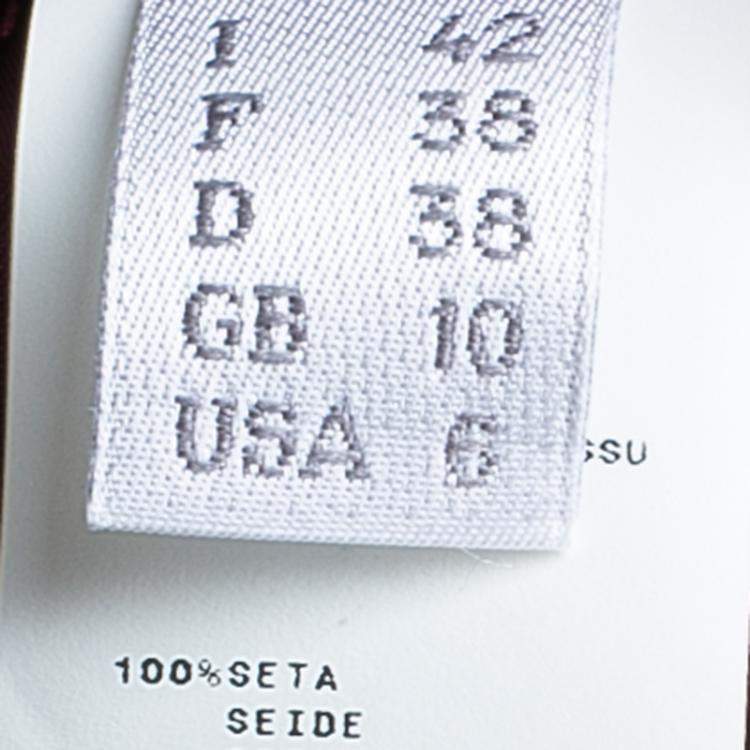 I 42
F 38
D 38
GB 10
USA 6
SSU
100% SETA
SEIDE